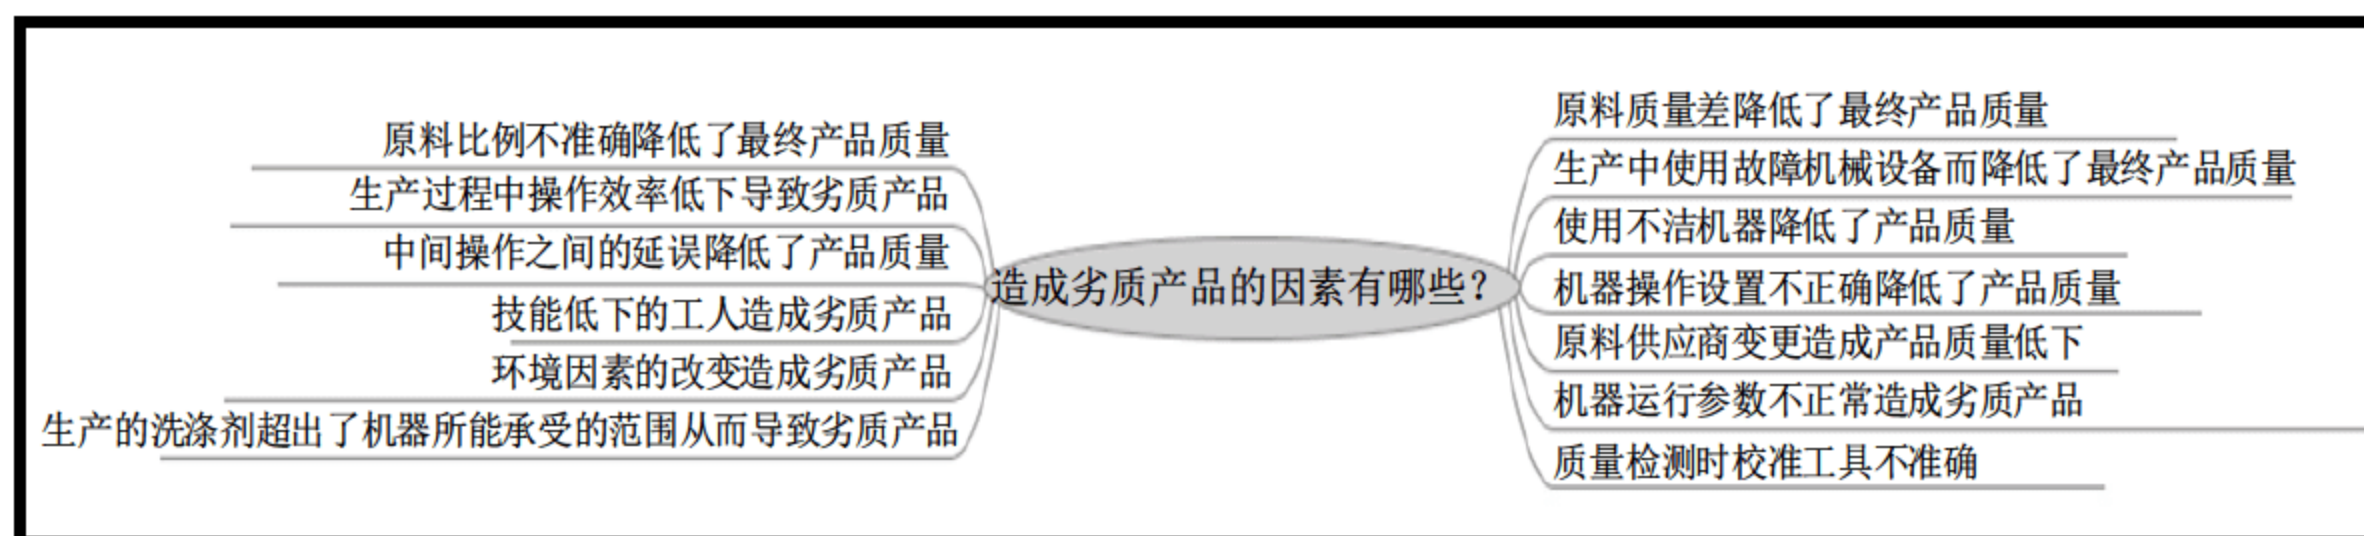 原料比例不准确降低了最终产品质量
生产过程中操作效率低下导致劣质产品
中间操作之间的延误降低了产品质量
技能低下的工人造成劣质产品
环境因素的改变造成劣质产品
生产的洗涤剂超出了机器所能承受的范围从而导致劣质产品
造成劣质产品的因素有哪些？
原料质量差降低了最终产品质量
生产中使用故障机械设备而降低了最终产品质量
使用不洁机器降低了产品质量
机器操作设置不正确降低了产品质量
原料供应商变更造成产品质量低下
机器运行参数不正常造成劣质产品
质量检测时校准工具不准确